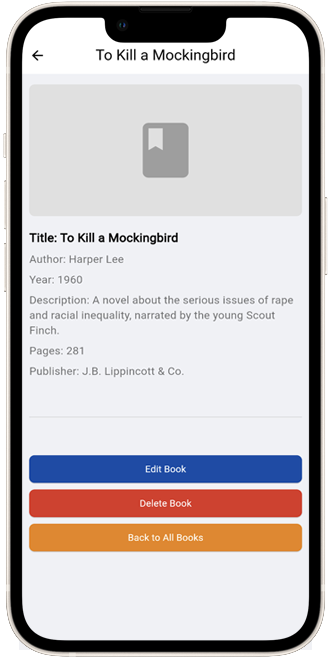 To Kill a Mockingbird
Title: To Kill a Mockingbird
Author: Harper Lee
Year: 1960
Description: A novel about the serious issues of rape
and racial inequality, narrated by the young Scout
Finch.
Pages: 281
Publisher: J.B. Lippincott & Co.
Edit Book
Delete Book
Back to All Books